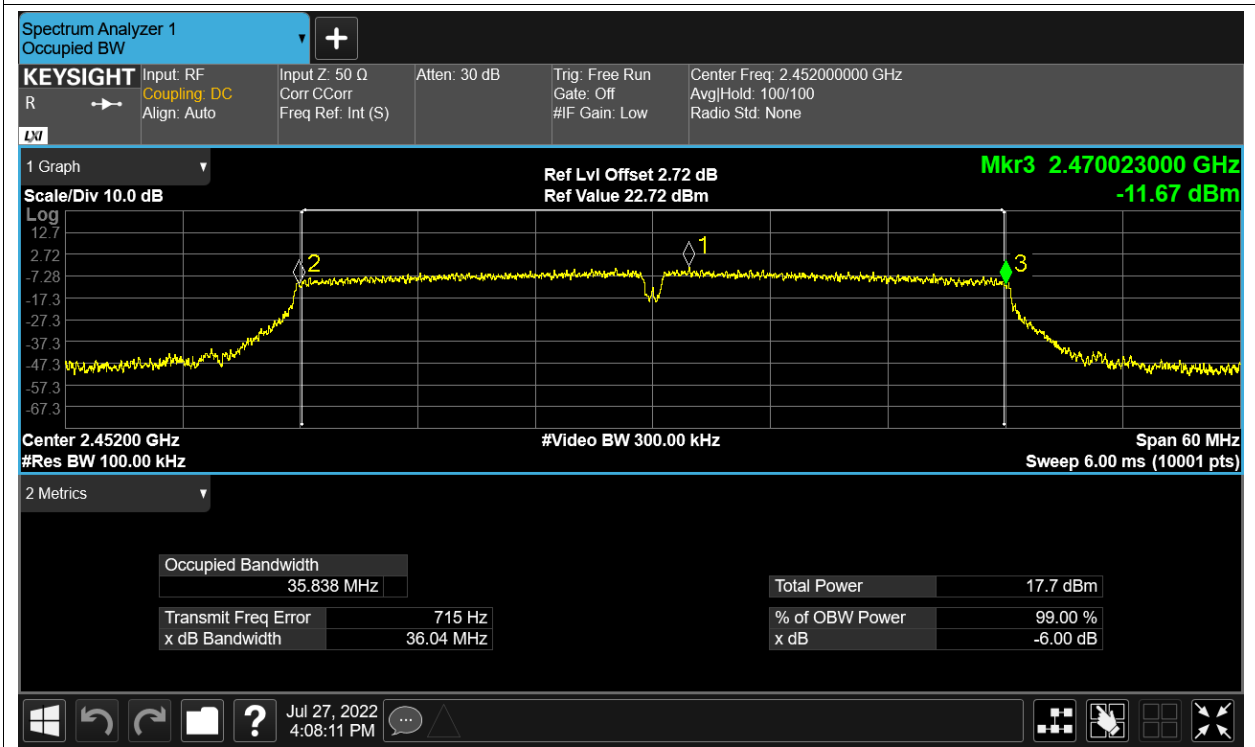 Spectrum Analyzer 1
Occupied BW
KEYSIGHT
R
LXI
Input: RF
Coupling: DC
Align: Auto
Input Z: 50 Ω
Corr CCorr
Freq Ref: Int (S)
Atten: 30 dB
Trig: Free Run
Gate: Off
#IF Gain: Low
Center Freq: 2.452000000 GHz
Avg|Hold: 100/100
Radio Std: None
1 Graph
Scale/Div 10.0 dB
Ref Lvl Offset 2.72 dB
Ref Value 22.72 dBm
Mkr3 2.470023000 GHz
-11.67 dBm
Log
12.7
2.72
-7.28
-17.3
-27.3
-37.3
-47.3
-57.3
-67.3
2
1
3
Center 2.45200 GHz
#Res BW 100.00 kHz
#Video BW 300.00 kHz
Span 60 MHz
Sweep 6.00 ms (10001 pts)
2 Metrics
Occupied Bandwidth
35.838 MHz
Transmit Freq Error 715 Hz
x dB Bandwidth 36.04 MHz
Total Power 17.7 dBm
% of OBW Power 99.00 %
x dB -6.00 dB
?
Jul 27, 2022
4:08:11 PM